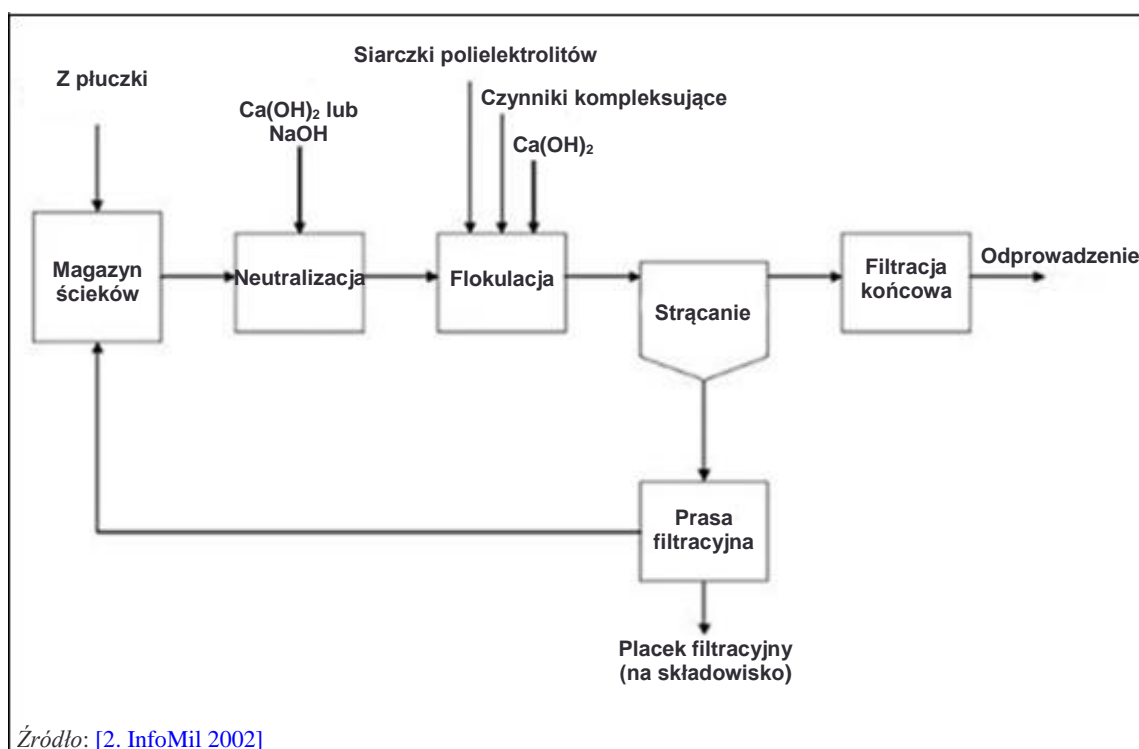 Siarczki polielektrolitów
Z płuczki
Czynniki kompleksujące
Ca(OH)₂ lub
NaOH
Ca(OH)₂
Magazyn
ścieków
Neutralizacja
Flokulacja
Strącanie
Filtracja
końcowa
Odprowadzenie
Prasa
filtracyjna
Placek filtracyjny
(na składowisko)
Źródło: [2. InfoMil 2002]